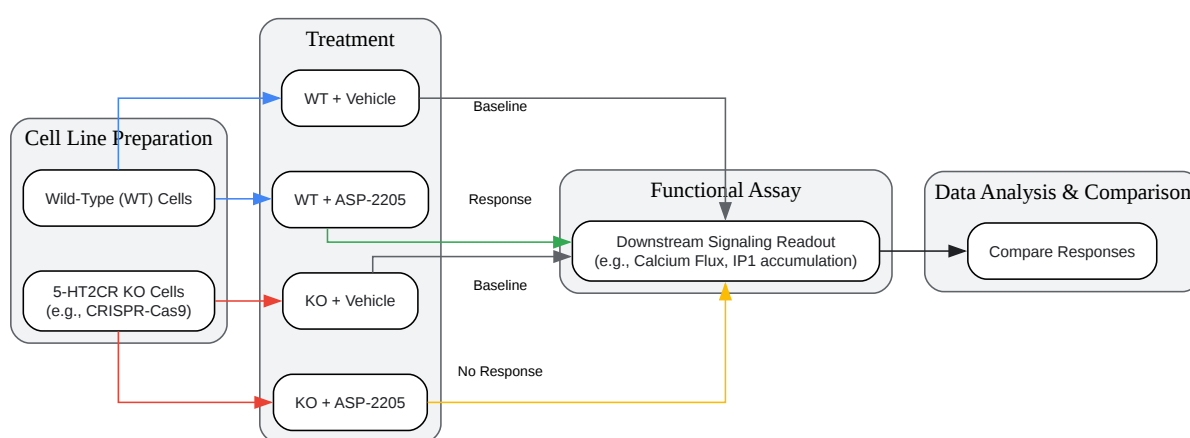 Treatment
WT + Vehicle
Baseline
Cell Line Preparation
Wild-Type (WT) Cells
WT + ASP-2205
Response
Functional Assay
Data Analysis & Comparison
Downstream Signaling Readout
(e.g., Calcium Flux, IP1 accumulation)
Compare Responses
5-HT2CR KO Cells
(e.g., CRISPR-Cas9)
KO + Vehicle
Baseline
No Response
KO + ASP-2205